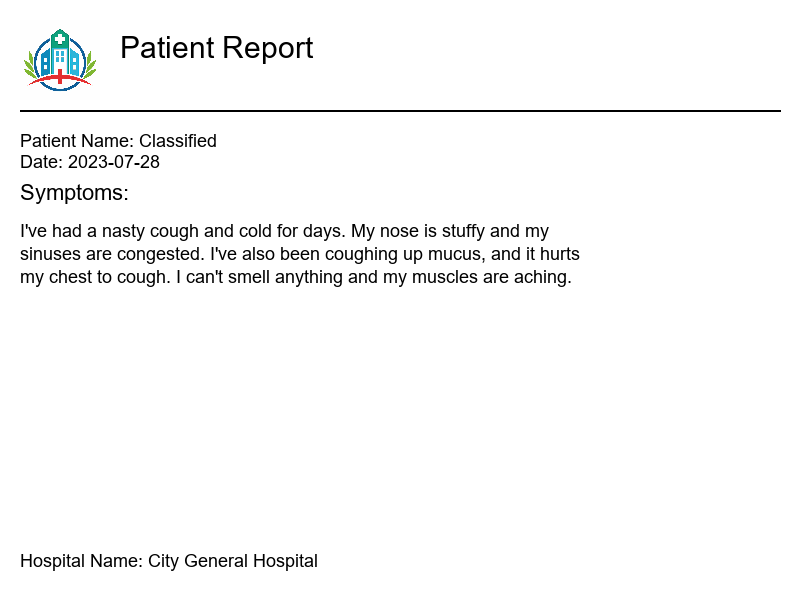 Patient Report
Patient Name: Classified
Date: 2023-07-28
Symptoms:
I've had a nasty cough and cold for days. My nose is stuffy and my
sinuses are congested. I've also been coughing up mucus, and it hurts
my chest to cough. I can't smell anything and my muscles are aching.
Hospital Name: City General Hospital